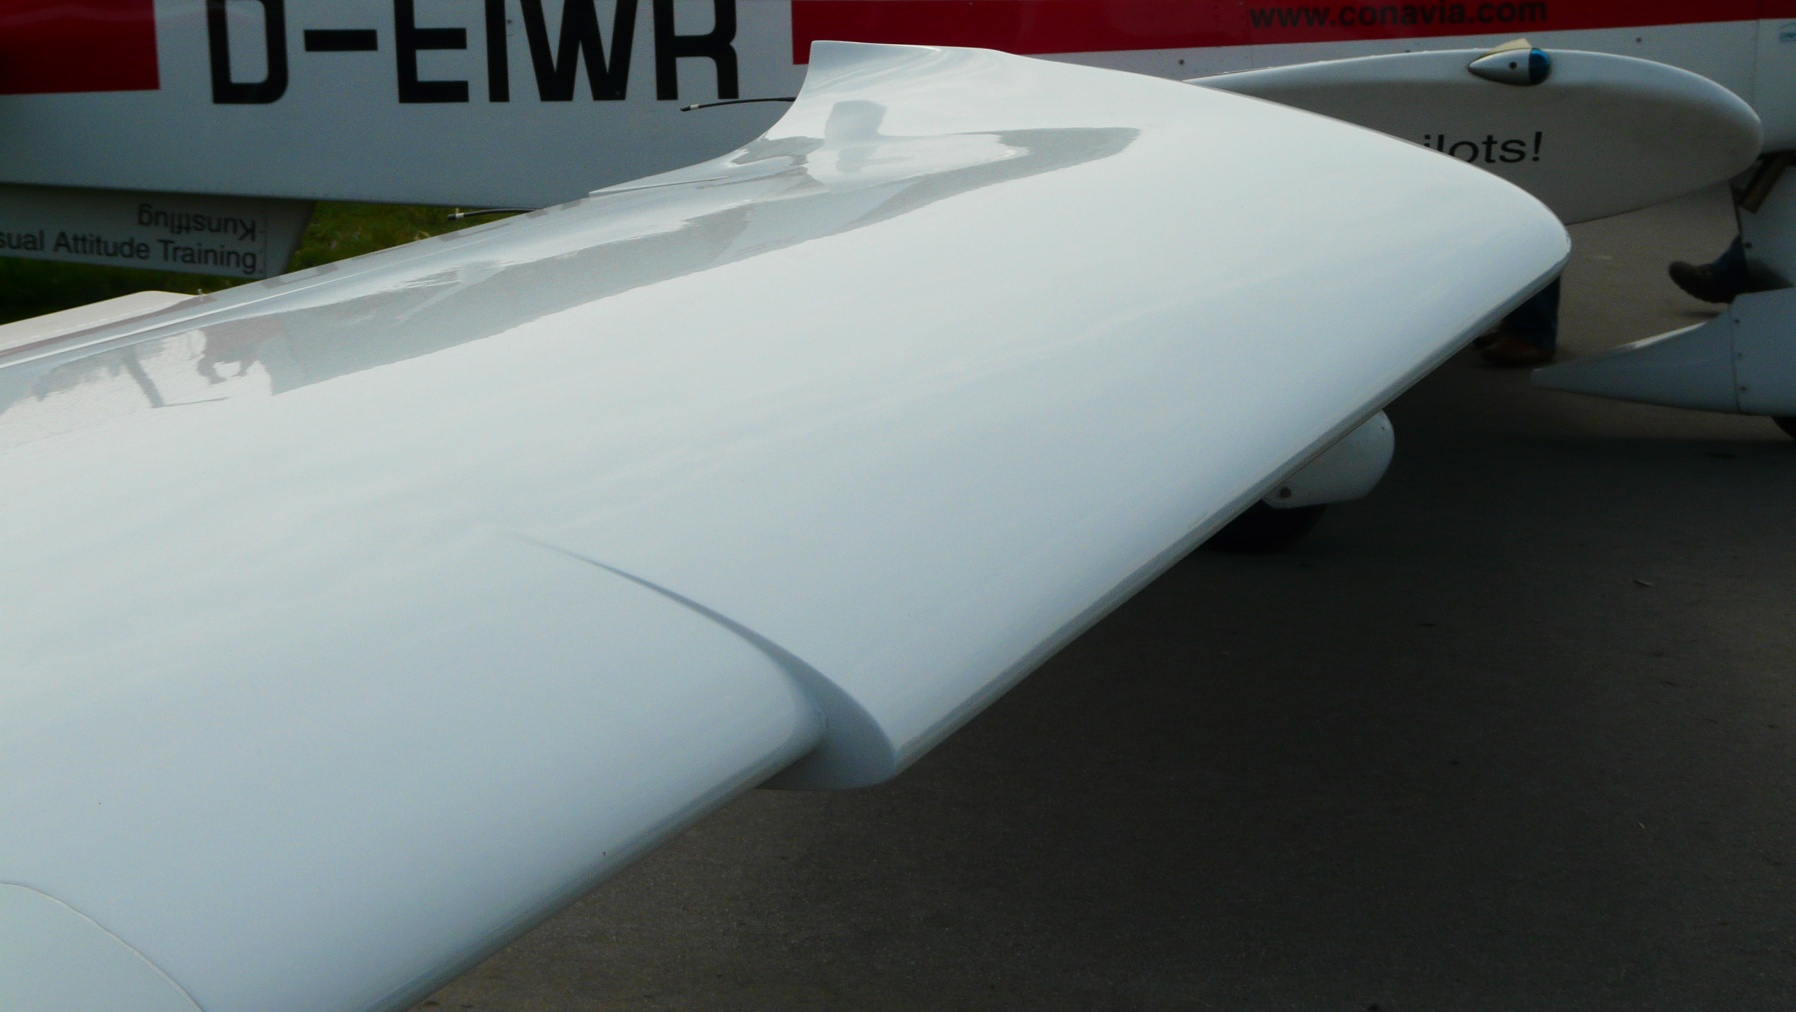 D-EIWR
www.conavia.com
ilots!
Kunstflug
sual Attitude Training